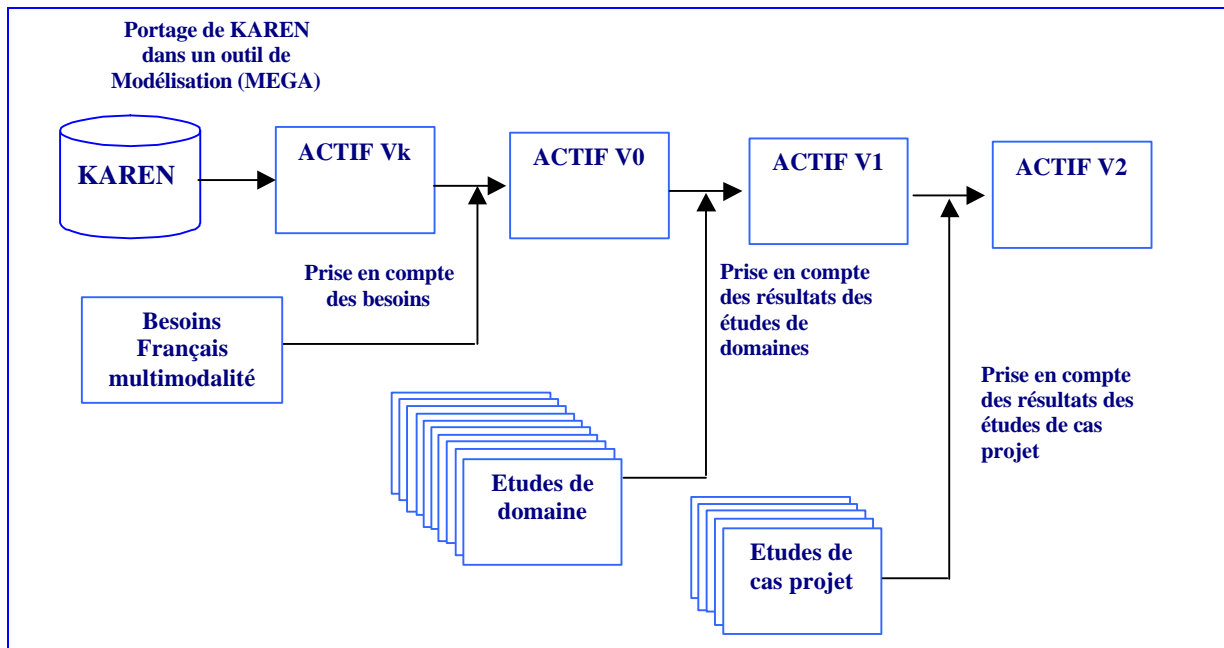 Portage de KAREN
dans un outil de
Modélisation (MEGA)
KAREN
ACTIF Vk
ACTIF V0
ACTIF V1
ACTIF V2
Prise en compte
des besoins
Besoins
Français
multimodalité
Prise en compte
des résultats des
études de
domaines
Etudes de
domaine
Prise en compte
des résultats des
études de cas
projet
Etudes de
cas projet